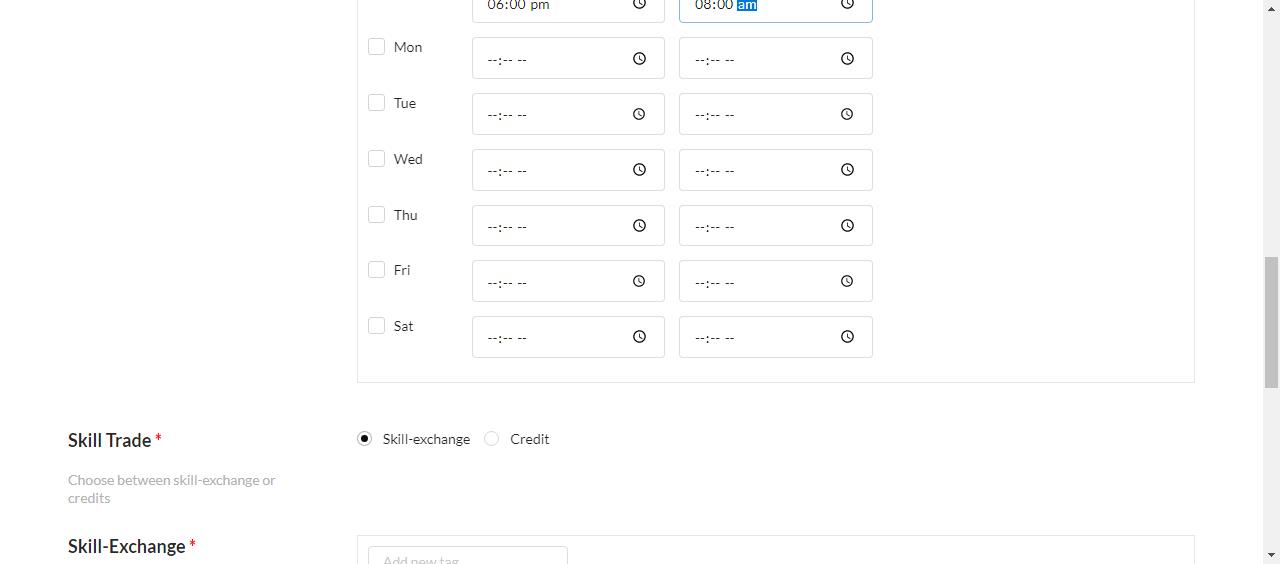 06:00 pm 08:00 am
Mon --:-- -- --:-- --
Tue --:-- -- --:-- --
Wed --:-- -- --:-- --
Thu --:-- -- --:-- --
Fri --:-- -- --:-- --
Sat --:-- -- --:-- --
Skill Trade * Skill-exchange Credit
Choose between skill-exchange or
credits
Skill-Exchange *
Add new tag